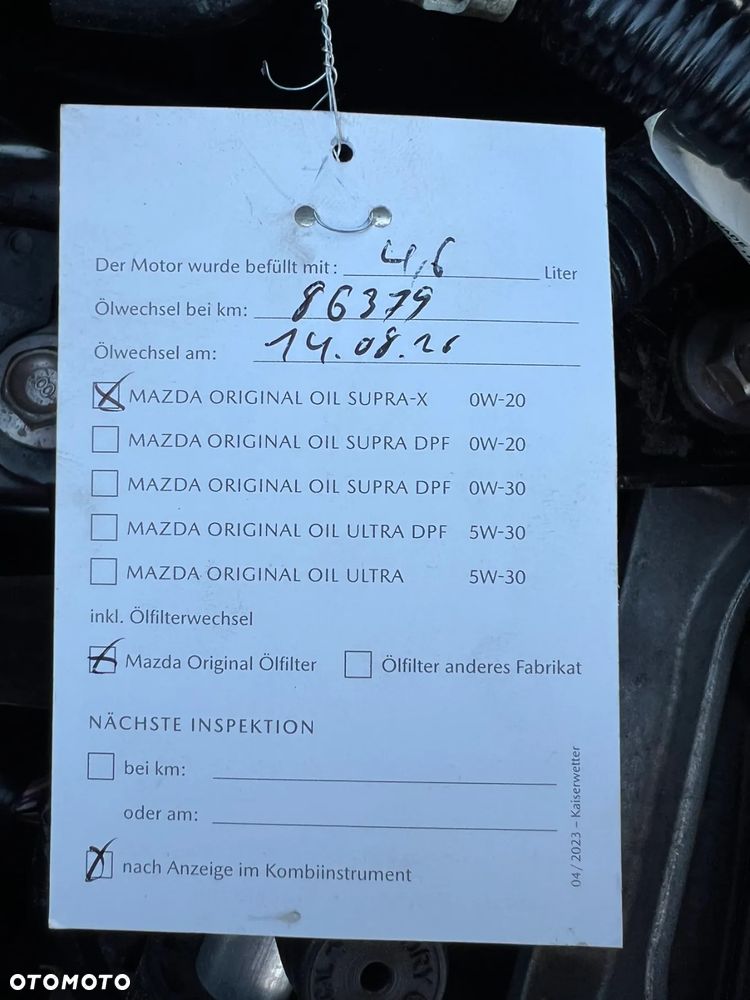 Der Motor wurde befüllt mit: 4,6 Liter
Ölwechsel bei km: 86379
Ölwechsel am: 14.08.26
MAZDA ORIGINAL OIL SUPRA-X 0W-20
MAZDA ORIGINAL OIL SUPRA DPF 0W-20
MAZDA ORIGINAL OIL SUPRA DPF 0W-30
MAZDA ORIGINAL OIL ULTRA DPF 5W-30
MAZDA ORIGINAL OIL ULTRA 5W-30
inkl. Ölfilterwechsel
Mazda Original Ölfilter Ölfilter anderes Fabrikat
NÄCHSTE INSPEKTION
bei km:
oder am:
nach Anzeige im Kombiinstrument
04/2023 – Kaiserwetter
OTOMOTO